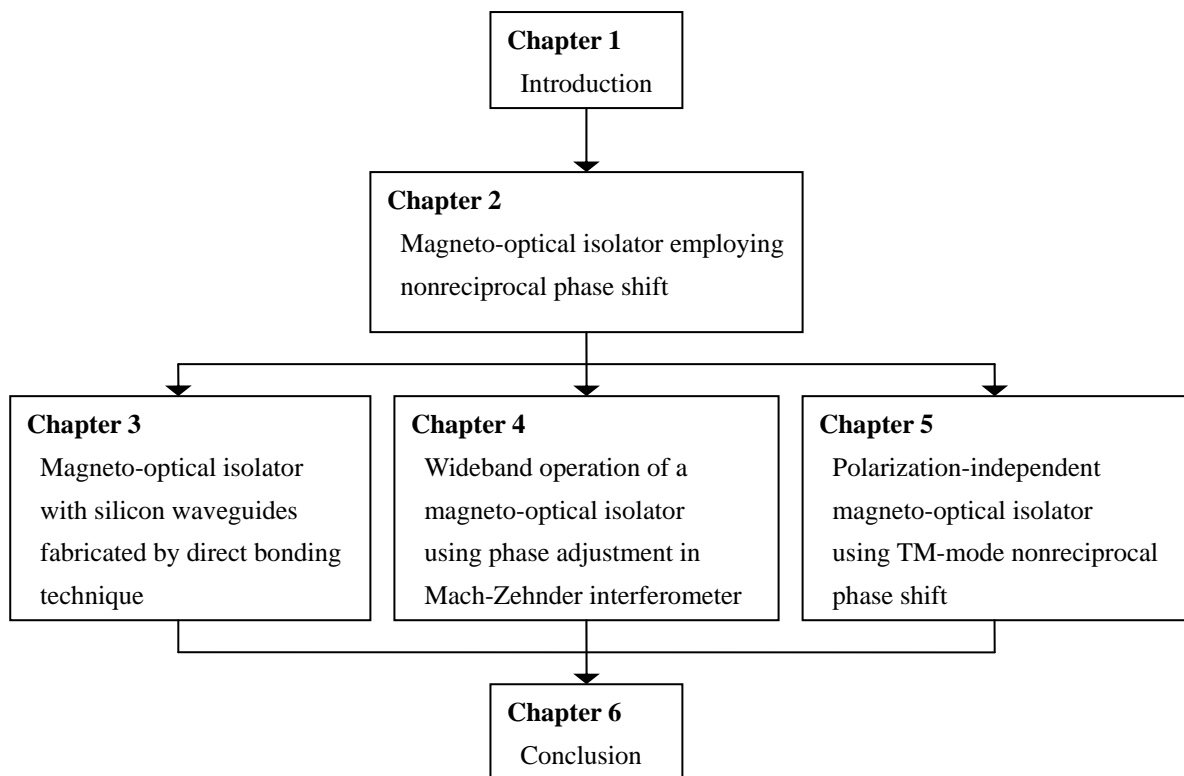 Chapter 1
Introduction
Chapter 2
Magneto-optical isolator employing
nonreciprocal phase shift
Chapter 3
Magneto-optical isolator
with silicon waveguides
fabricated by direct bonding
technique
Chapter 4
Wideband operation of a
magneto-optical isolator
using phase adjustment in
Mach-Zehnder interferometer
Chapter 5
Polarization-independent
magneto-optical isolator
using TM-mode nonreciprocal
phase shift
Chapter 6
Conclusion